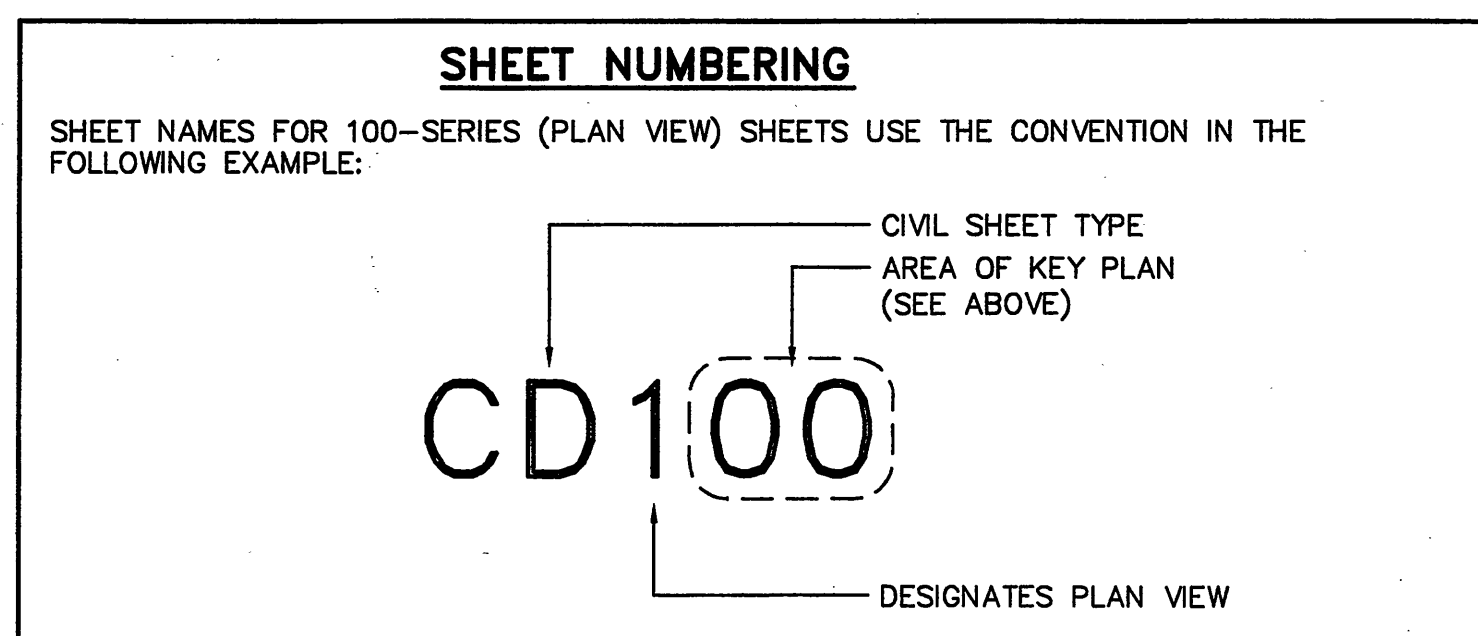 SHEET NUMBERING
SHEET NAMES FOR 100-SERIES (PLAN VIEW) SHEETS USE THE CONVENTION IN THE
FOLLOWING EXAMPLE:
CIVIL SHEET TYPE
AREA OF KEY PLAN
(SEE ABOVE)
CD100
DESIGNATES PLAN VIEW